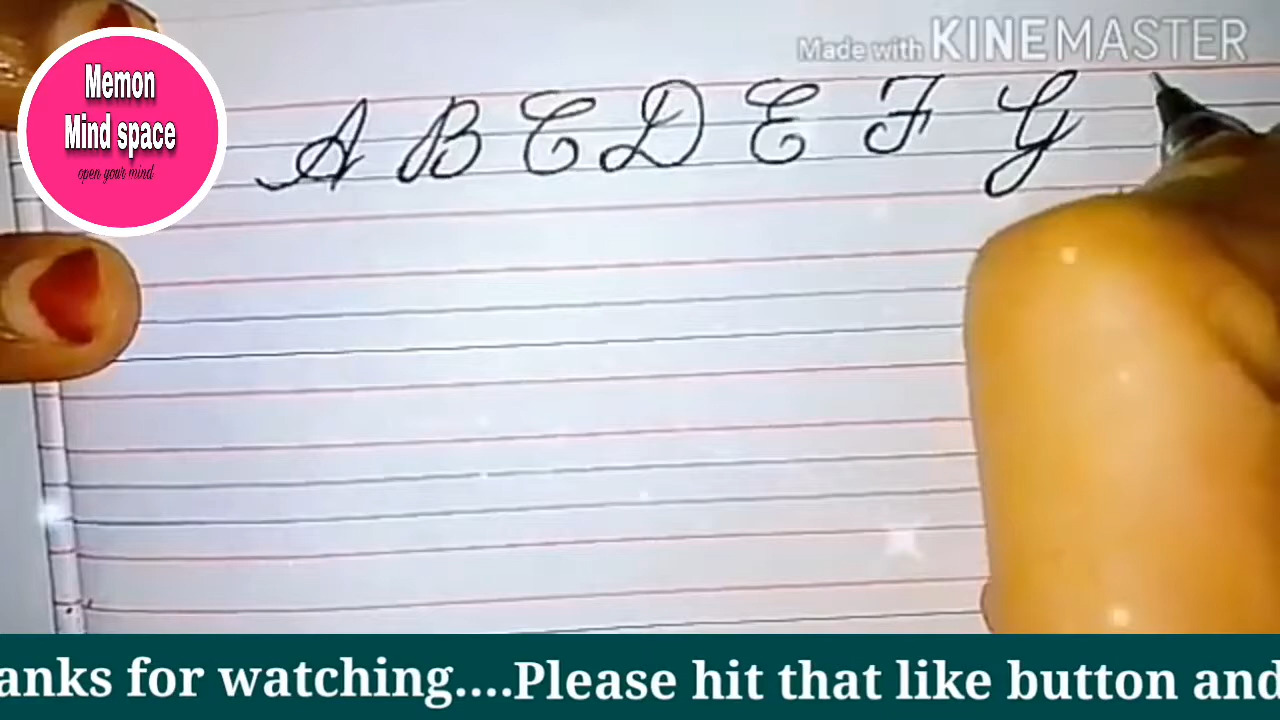 Made with KINEMASTER
Memon
Mind space
open your mind
A B C D E F G
anks for watching....Please hit that like button and